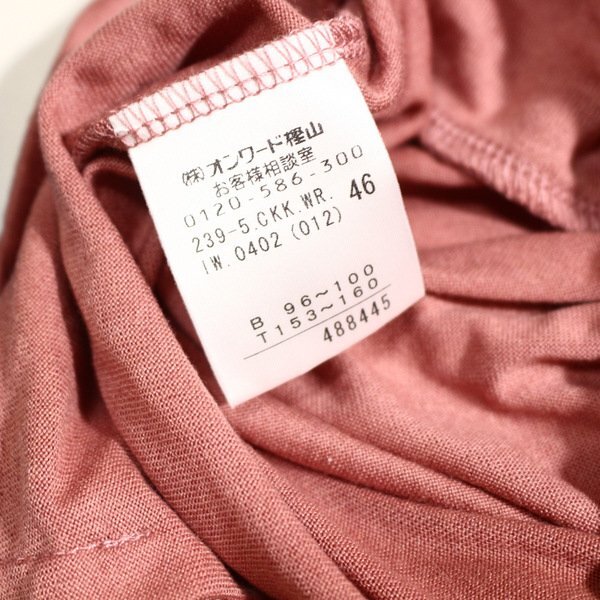 ㈱オンワード樫山
お客様相談室
0120-586-300
239-5.CKK.WR. 46
IW.0402 (012)
B 96~100
T153~160
488445